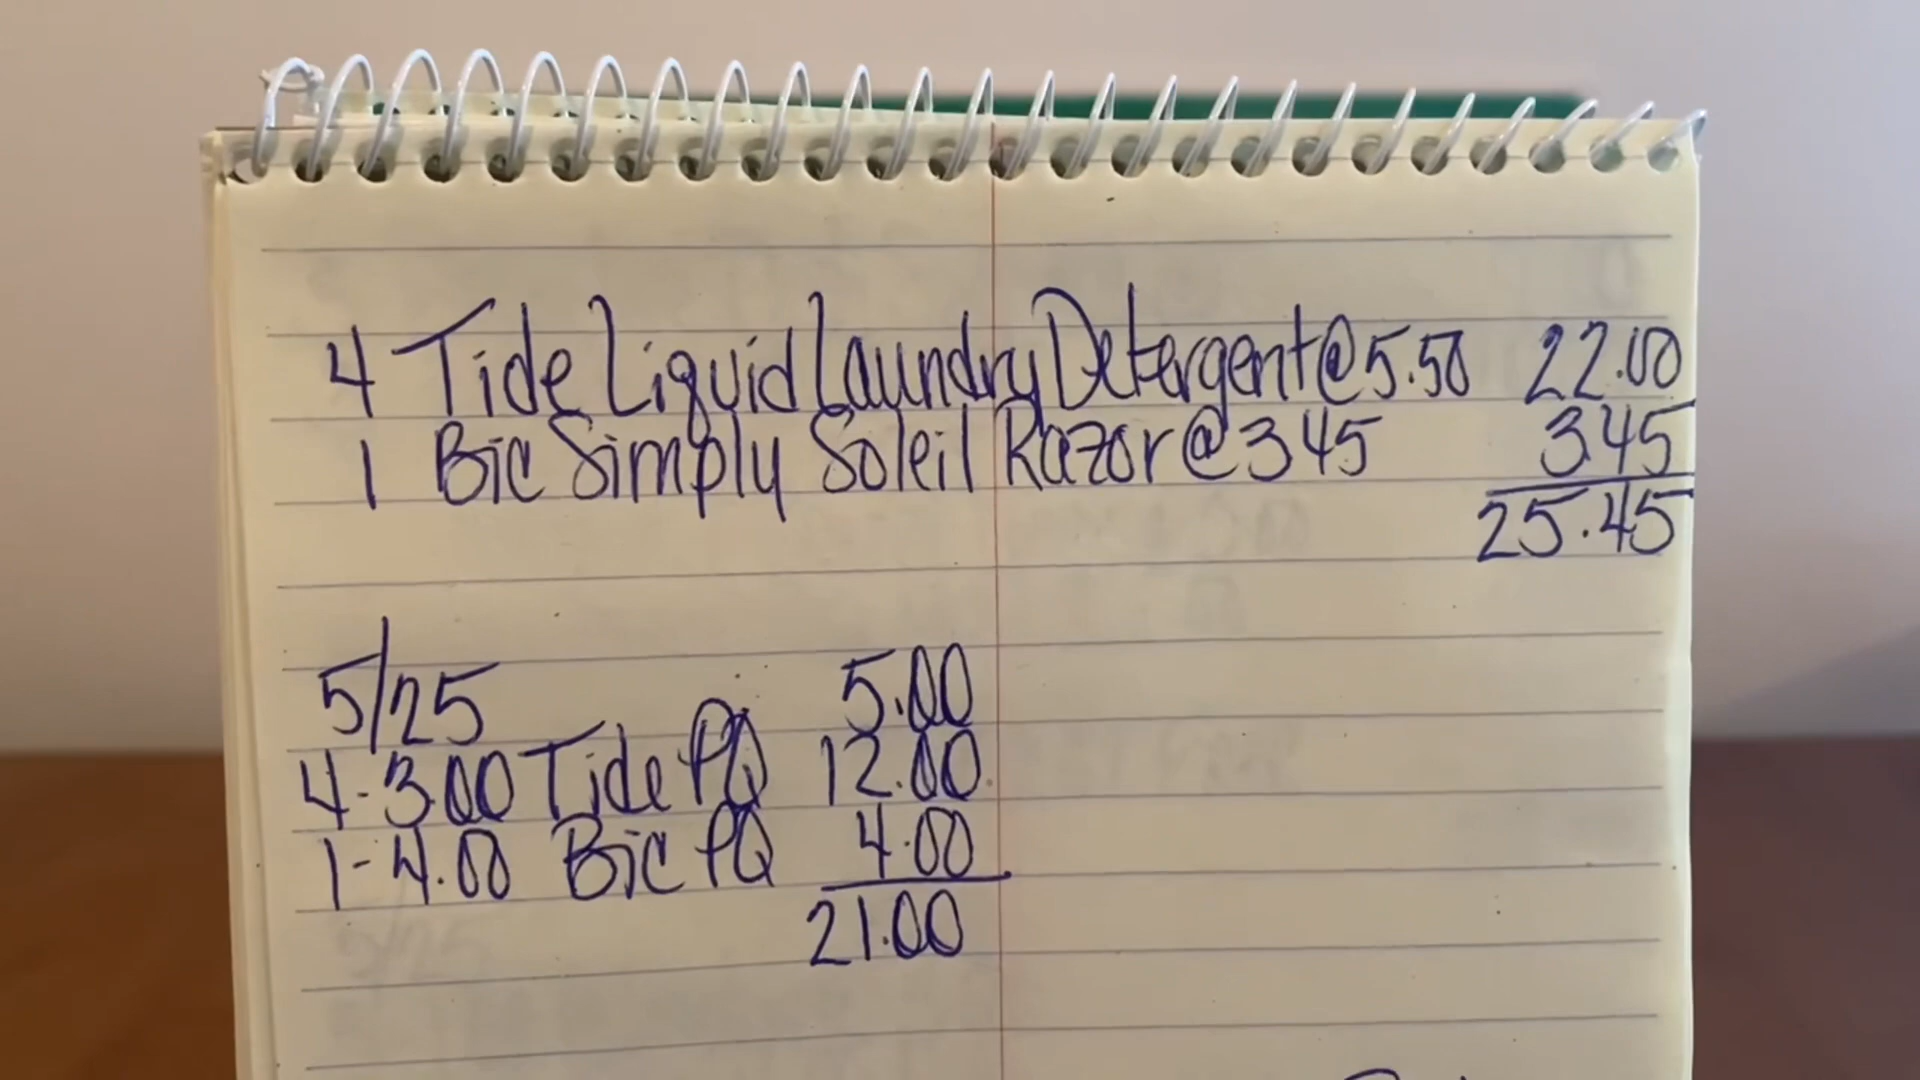 4 Tide Liquid Laundry Detergent @ 5.50 22.00
1 Bic Simply Soleil Razor @ 3.45 3.45
25.45
5/25 5.00
4-3.00 Tide PQ 12.00
1-4.00 Bic PQ 4.00
21.00